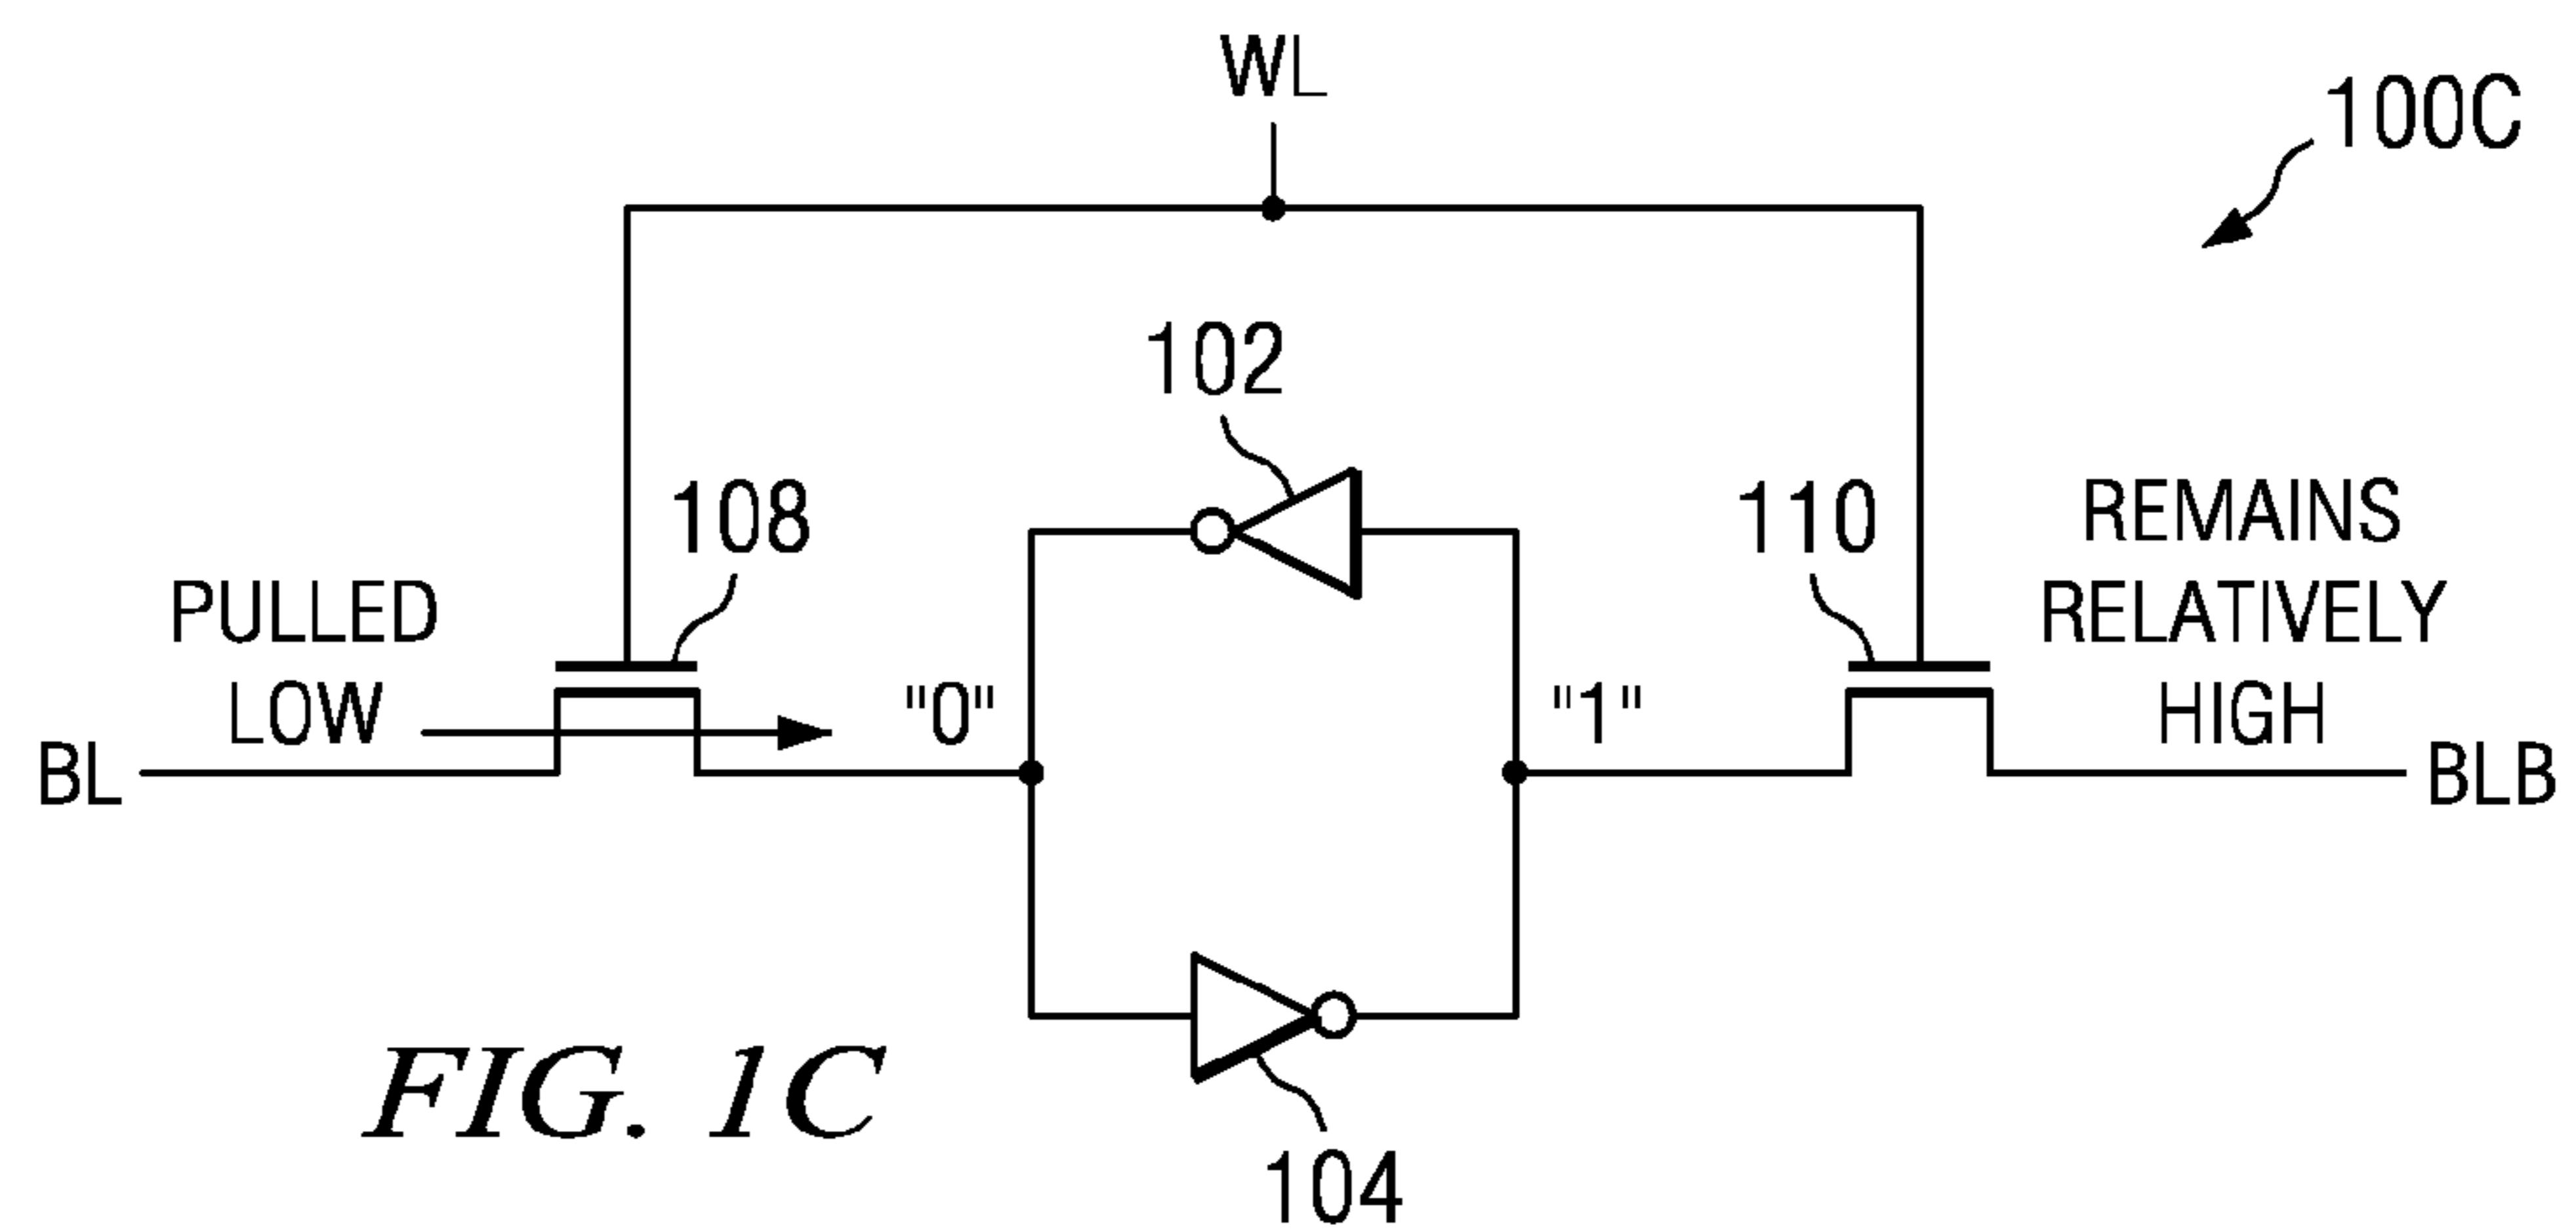 WL
100C
102
108
110
REMAINS
RELATIVELY
HIGH
PULLED
LOW
"0"
"1"
BL
BLB
104
FIG. 1C